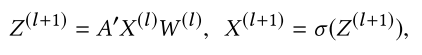 Z^{(l+1)} = A'X^{(l)}W^{(l)}, X^{(l+1)} = σ(Z^{(l+1)}),